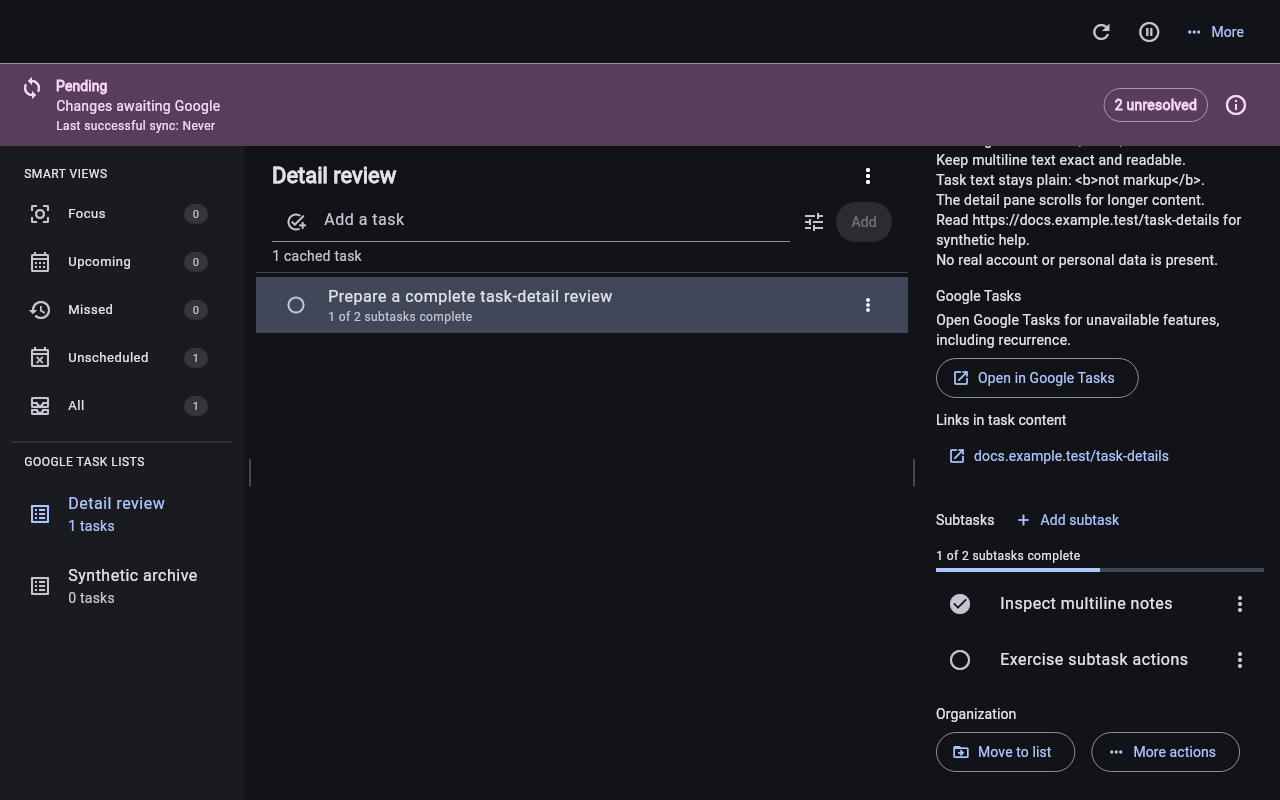 More
Pending
Changes awaiting Google
Last successful sync: Never
2 unresolved
SMART VIEWS
Focus
0
Upcoming
0
Missed
0
Unscheduled
1
All
1
GOOGLE TASK LISTS
Detail review
1 tasks
Synthetic archive
0 tasks
Detail review
Add a task
Add
1 cached task
Prepare a complete task-detail review
1 of 2 subtasks complete
Keep multiline text exact and readable.
Task text stays plain: <b>not markup</b>.
The detail pane scrolls for longer content.
Read https://docs.example.test/task-details for
synthetic help.
No real account or personal data is present.
Google Tasks
Open Google Tasks for unavailable features,
including recurrence.
Open in Google Tasks
Links in task content
docs.example.test/task-details
Subtasks
Add subtask
1 of 2 subtasks complete
Inspect multiline notes
Exercise subtask actions
Organization
Move to list
More actions